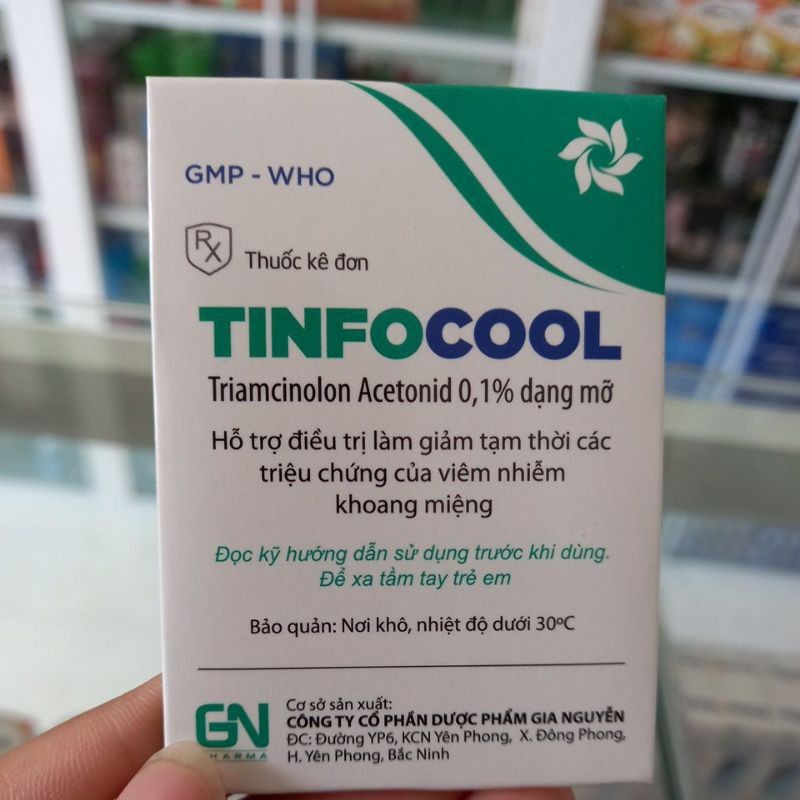 GMP - WHO
Rx Thuốc kê đơn
TINFOCOOL
Triamcinolon Acetonid 0,1% dạng mỡ
Hỗ trợ điều trị làm giảm tạm thời các
triệu chứng của viêm nhiễm
khoang miệng
Đọc kỹ hướng dẫn sử dụng trước khi dùng.
Để xa tầm tay trẻ em
Bảo quản: Nơi khô, nhiệt độ dưới 30ºC
GN
Cơ sở sản xuất:
CÔNG TY CỔ PHẦN DƯỢC PHẨM GIA NGUYỄN
ĐC: Đường YP6, KCN Yên Phong, X. Đông Phong,
H. Yên Phong, Bắc Ninh